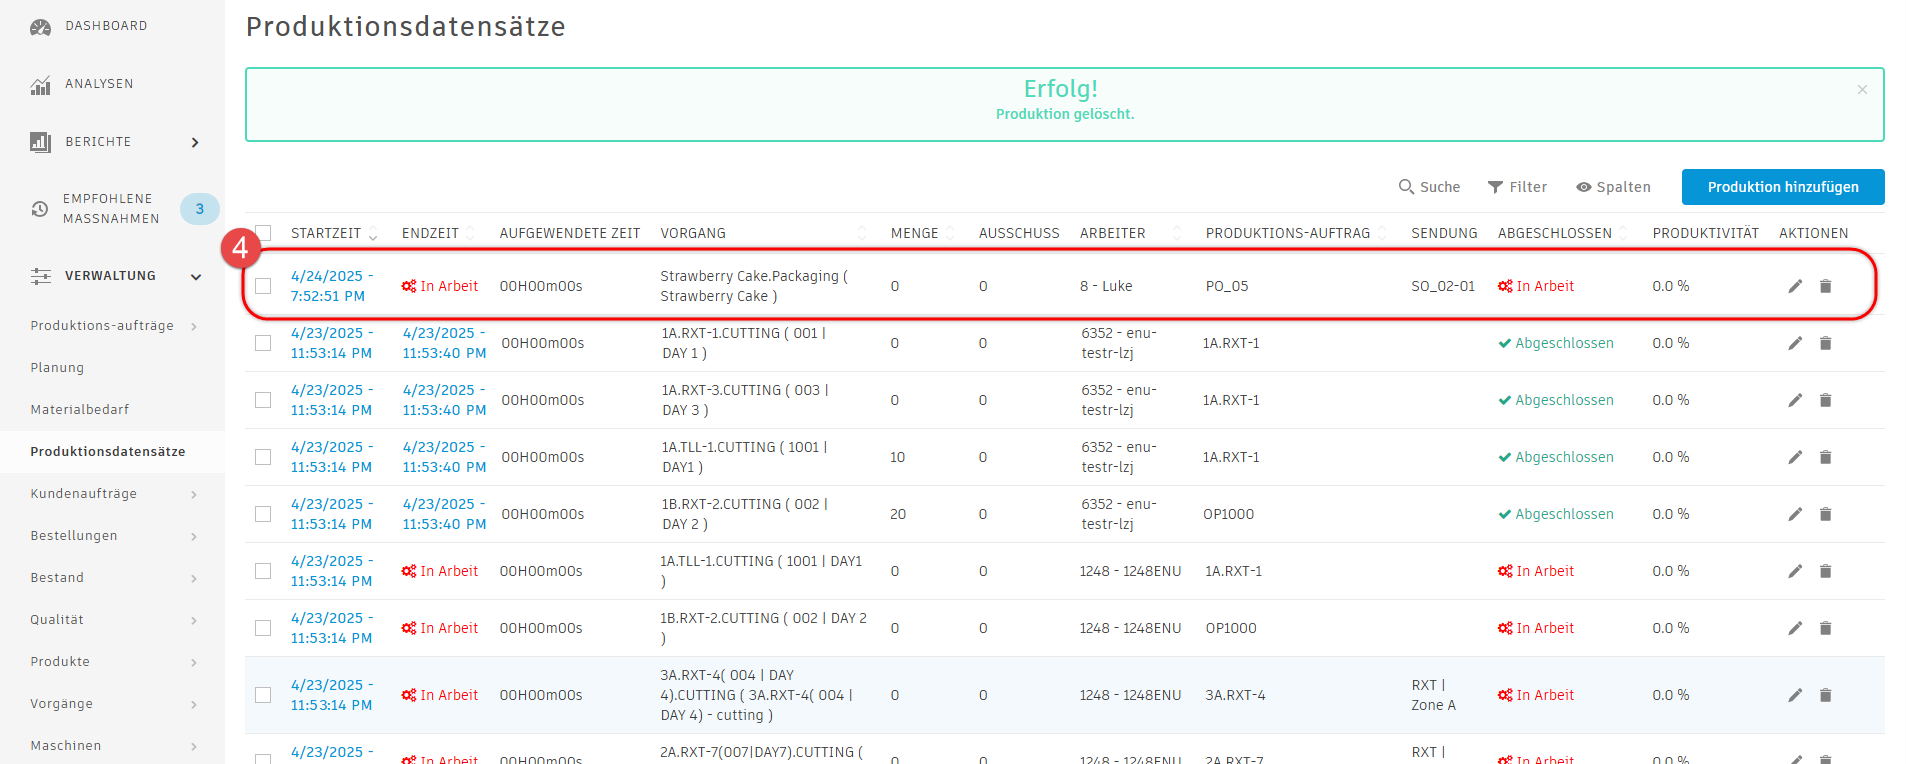 DASHBOARD
ANALYSEN
BERICHTE
EMPFOHLENE
MASSNAHMEN
3
VERWALTUNG
Produktions-aufträge
Planung
Materialbedarf
Produktionsdatensätze
Kundenaufträge
Bestellungen
Bestand
Qualität
Produkte
Vorgänge
Maschinen
Produktionsdatensätze
Erfolg!
Produktion gelöscht.
Suche Filter Spalten Produktion hinzufügen
STARTZEIT ENDZEIT AUFGEWENDETE ZEIT VORGANG MENGE AUSSCHUSS ARBEITER PRODUKTIONS-AUFTRAG SENDUNG ABGESCHLOSSEN PRODUKTIVITÄT AKTIONEN
4
4/24/2025 - Strawberry Cake.Packaging (
7:52:51 PM In Arbeit 00H00m00s Strawberry Cake ) 0 0 8 - Luke PO_05 SO_02-01 In Arbeit 0.0 %
4/23/2025 - 4/23/2025 - 1A.RXT-1.CUTTING ( 001 | 6352 - enu-
11:53:14 PM 11:53:40 PM 00H00m00s DAY 1 ) 0 0 testr-lzj 1A.RXT-1 Abgeschlossen 0.0 %
4/23/2025 - 4/23/2025 - 1A.RXT-3.CUTTING ( 003 | 6352 - enu-
11:53:14 PM 11:53:40 PM 00H00m00s DAY 3 ) 0 0 testr-lzj 1A.RXT-1 Abgeschlossen 0.0 %
4/23/2025 - 4/23/2025 - 1A.TLL-1.CUTTING ( 1001 | 6352 - enu-
11:53:14 PM 11:53:40 PM 00H00m00s DAY1 ) 10 0 testr-lzj 1A.RXT-1 Abgeschlossen 0.0 %
4/23/2025 - 4/23/2025 - 1B.RXT-2.CUTTING ( 002 | 6352 - enu-
11:53:14 PM 11:53:40 PM 00H00m00s DAY 2 ) 20 0 testr-lzj OP1000 Abgeschlossen 0.0 %
4/23/2025 - 1A.TLL-1.CUTTING ( 1001 | DAY1
11:53:14 PM In Arbeit 00H00m00s ) 0 0 1248 - 1248ENU 1A.RXT-1 In Arbeit 0.0 %
4/23/2025 - 1B.RXT-2.CUTTING ( 002 | DAY 2
11:53:14 PM In Arbeit 00H00m00s ) 0 0 1248 - 1248ENU OP1000 In Arbeit 0.0 %
3A.RXT-4( 004 | DAY
4/23/2025 - 4).CUTTING ( 3A.RXT-4( 004 | RXT |
11:53:14 PM In Arbeit 00H00m00s DAY 4) - cutting ) 0 0 1248 - 1248ENU 3A.RXT-4 Zone A In Arbeit 0.0 %
4/23/2025 - 2A.RXT-7(007|DAY7).CUTTING ( RXT |
In Arbeit 00H00m00s 0 0 1248 - 1248ENU 2A.RXT-7 In Arbeit 0.0 %